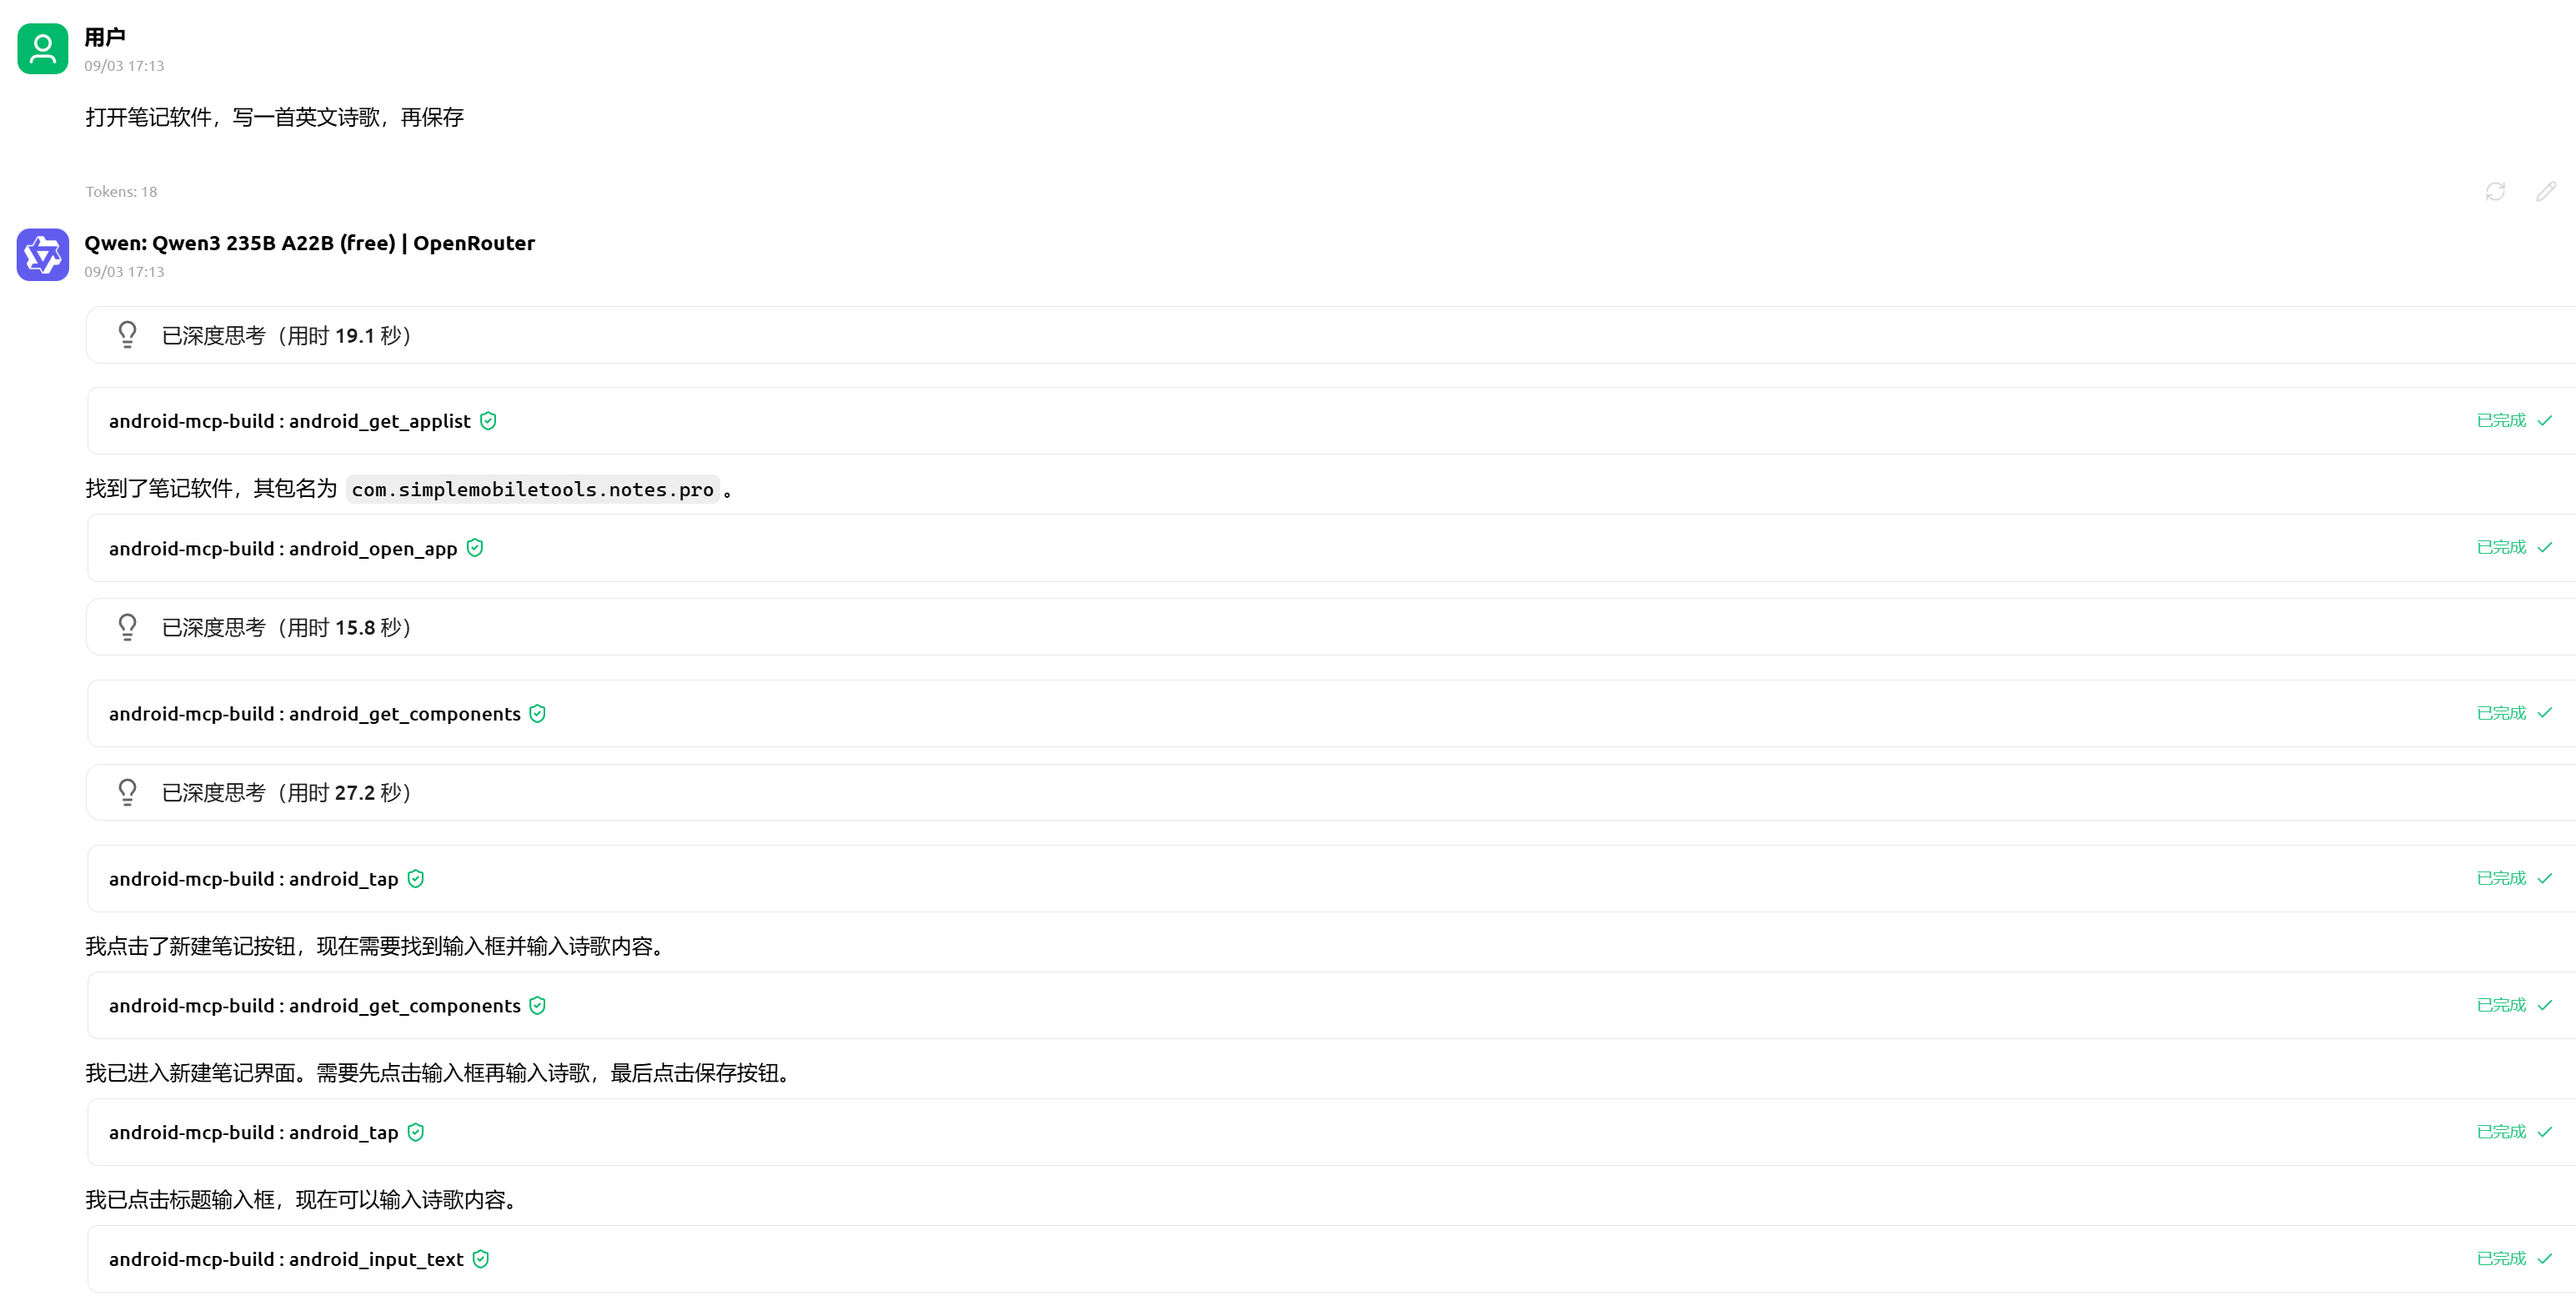 用户
09/03 17:13
打开笔记软件，写一首英文诗歌，再保存
Tokens: 18
Qwen: Qwen3 235B A22B (free) | OpenRouter
09/03 17:13
已深度思考（用时 19.1 秒）
android-mcp-build : android_get_applist 已完成
找到了笔记软件，其包名为 com.simplemobiletools.notes.pro 。
android-mcp-build : android_open_app 已完成
已深度思考（用时 15.8 秒）
android-mcp-build : android_get_components 已完成
已深度思考（用时 27.2 秒）
android-mcp-build : android_tap 已完成
我点击了新建笔记按钮，现在需要找到输入框并输入诗歌内容。
android-mcp-build : android_get_components 已完成
我已进入新建笔记界面。需要先点击输入框再输入诗歌，最后点击保存按钮。
android-mcp-build : android_tap 已完成
我已点击标题输入框，现在可以输入诗歌内容。
android-mcp-build : android_input_text 已完成